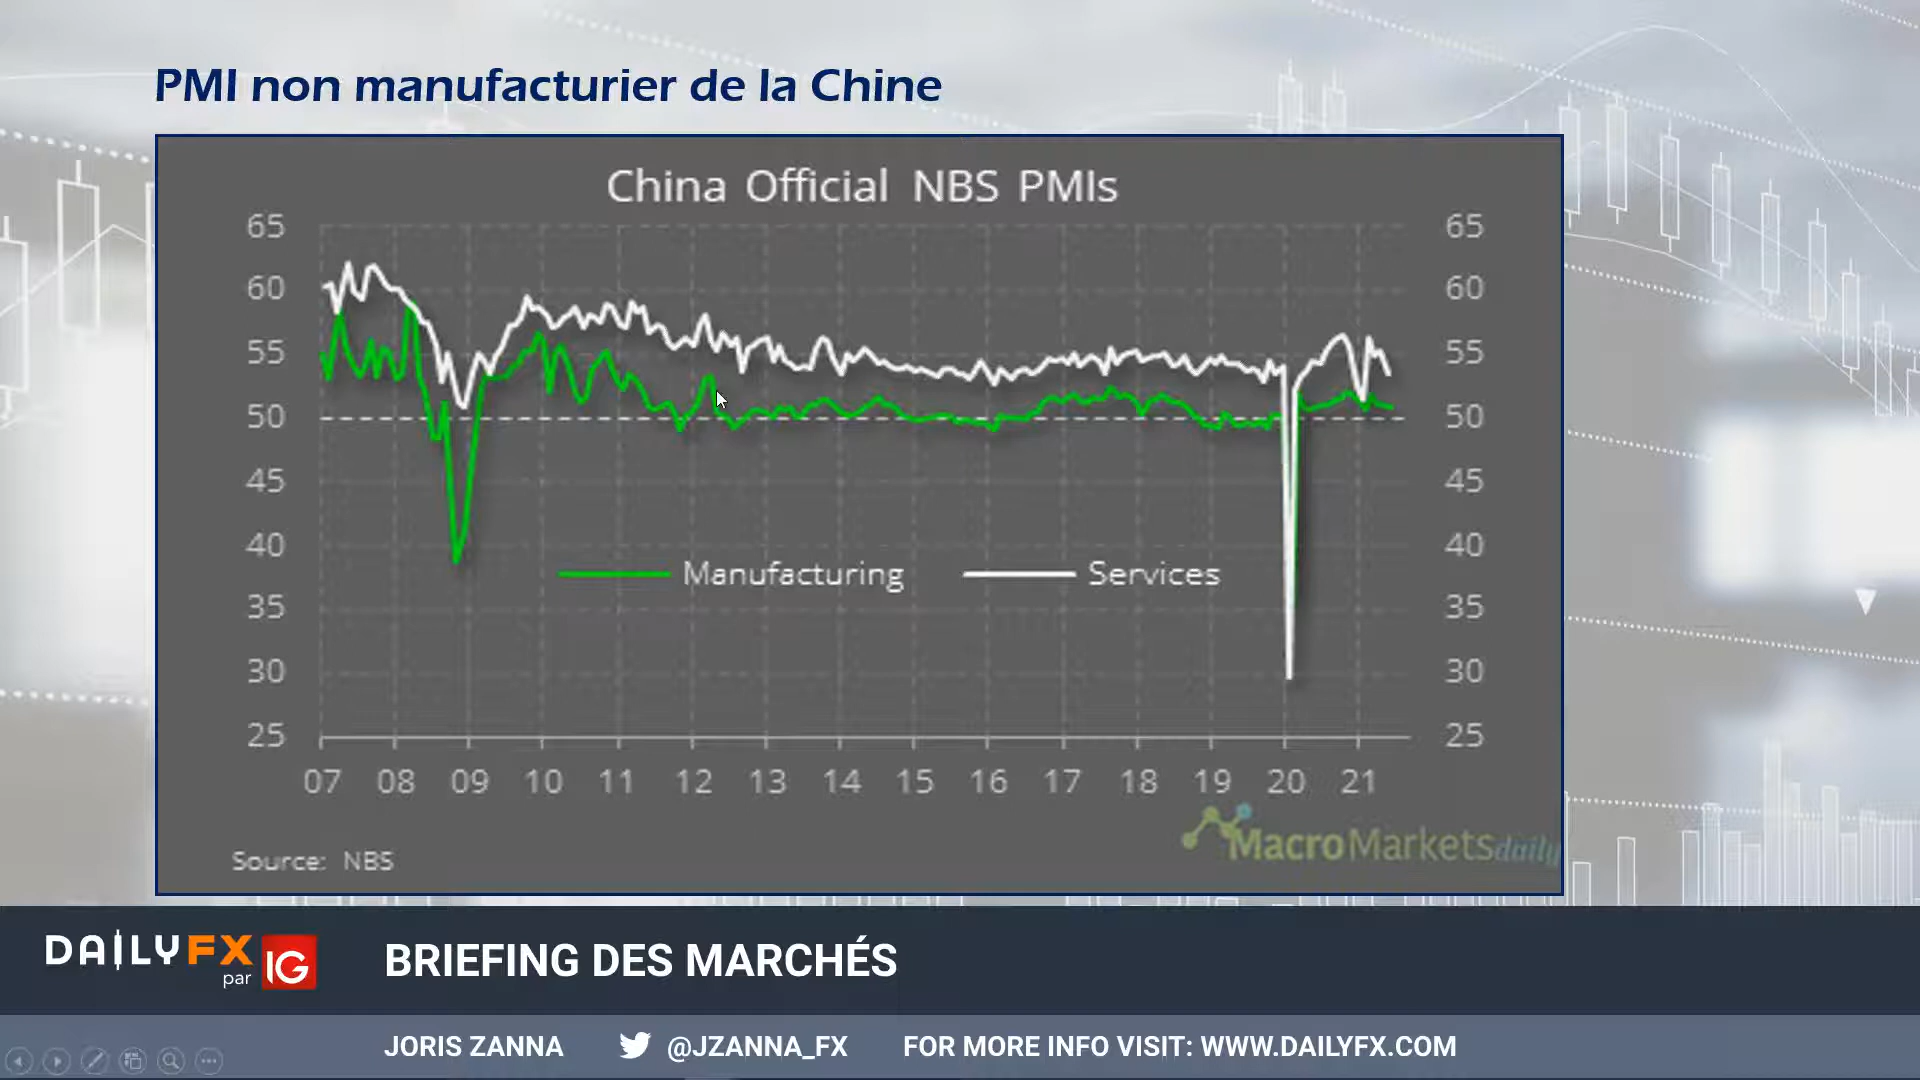 PMI non manufacturier de la Chine
China Official NBS PMIs
65 65
60 60
55 55
50 50
45 45
40 40
Manufacturing Services
35 35
30 30
25 25
07 08 09 10 11 12 13 14 15 16 17 18 19 20 21
MacroMarketsdaily
Source: NBS
DAILYFX
par IG
BRIEFING DES MARCHÉS
JORIS ZANNA @JZANNA_FX FOR MORE INFO VISIT: WWW.DAILYFX.COM